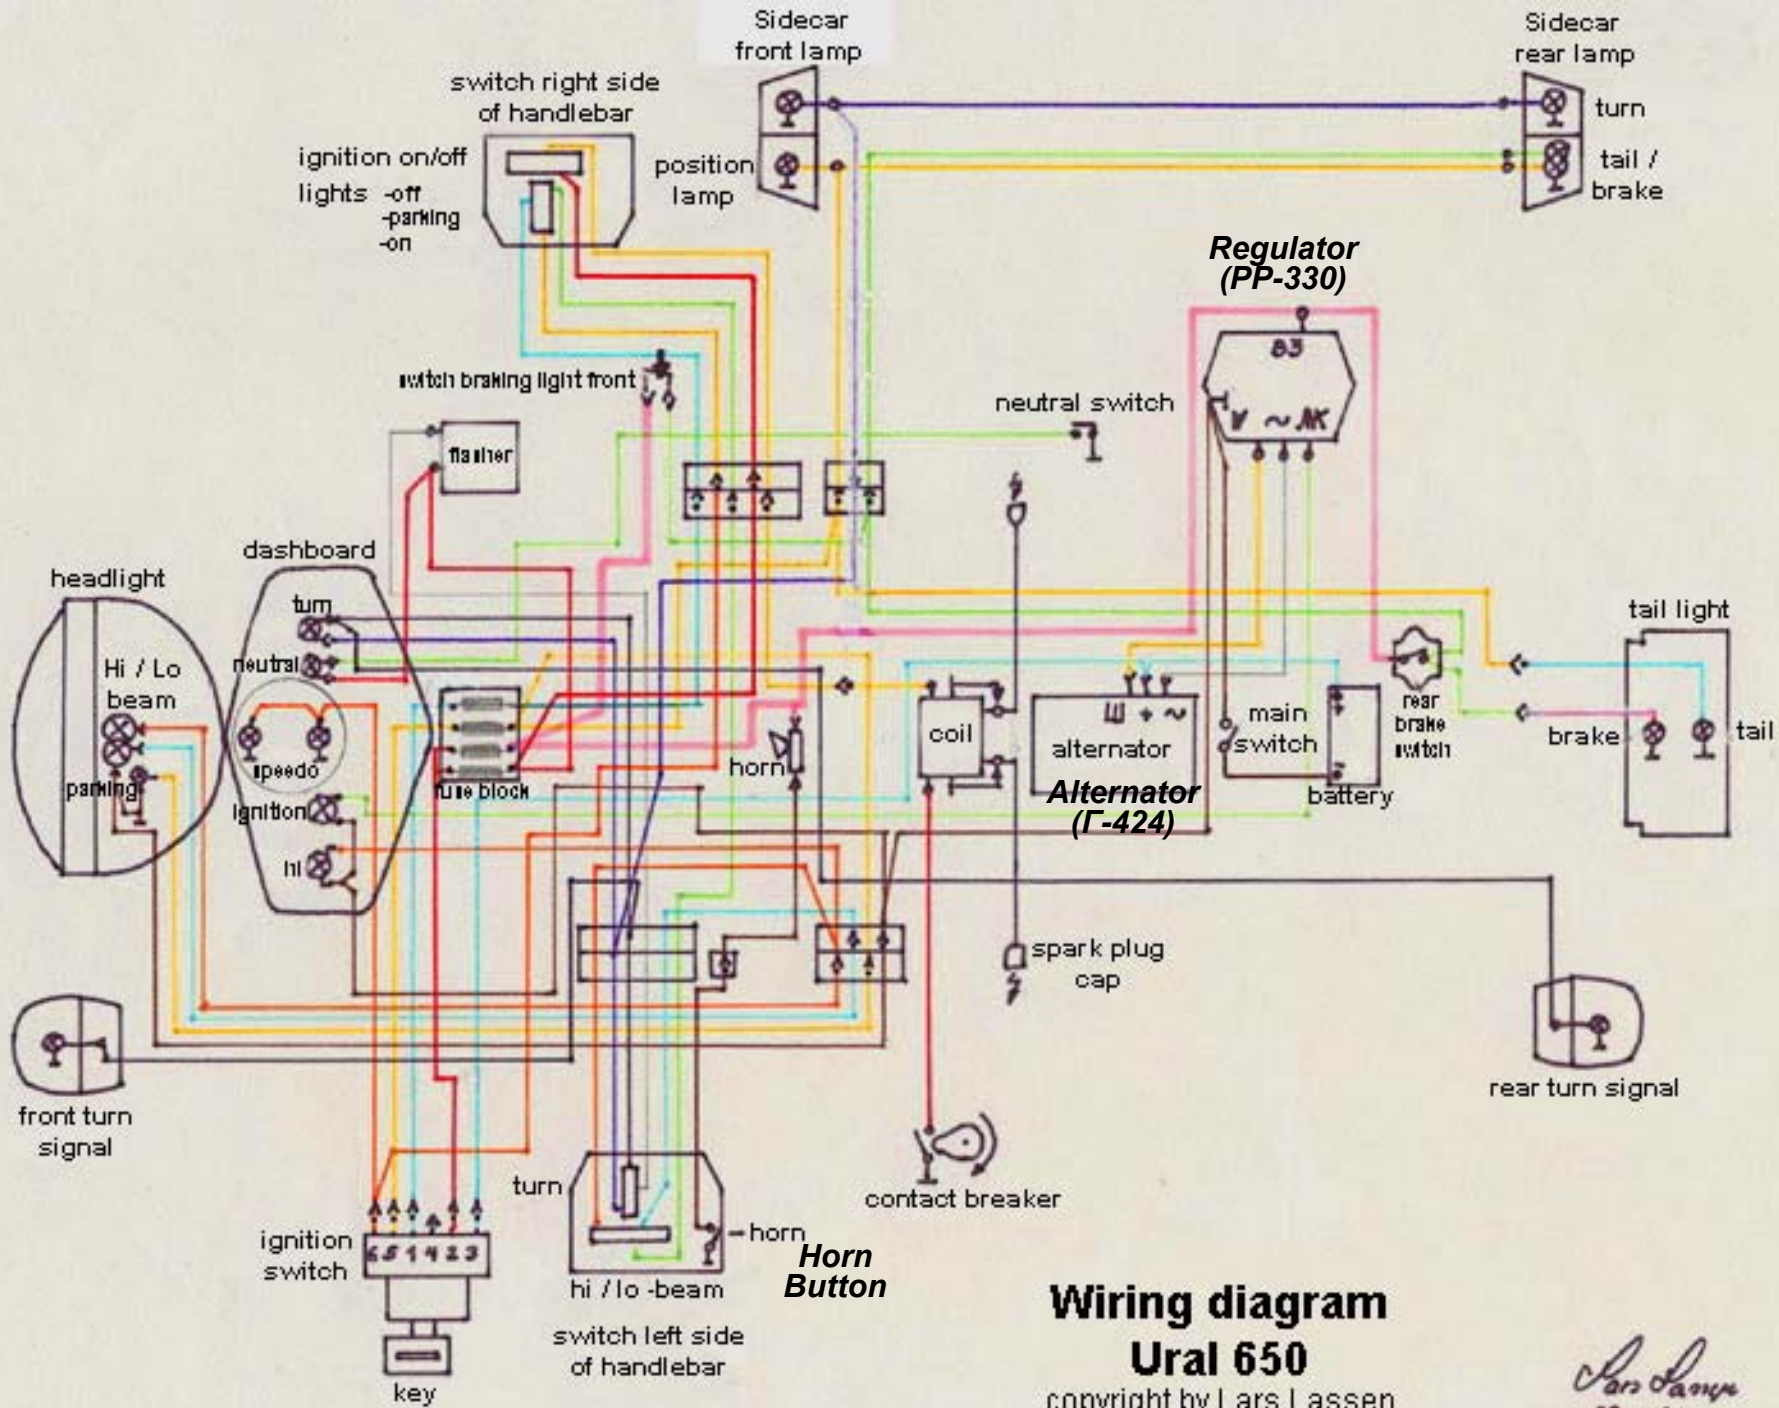 Sidecar
front lamp
Sidecar
rear lamp
switch right side
of handlebar
turn
ignition on/off
position
lamp
tail /
brake
lights -off
-parking
-on
Regulator
(PP-330)
B3
switch braking light front
neutral switch
flasher
dashboard
headlight
turn
tail light
Hi / Lo
beam
neutral
Ш + ~
coil
alternator
main
switch
rear
brake
switch
brake
tail
speedo
horn
parking
fuse block
Alternator
(Г-424)
battery
ignition
hi
spark plug
cap
front turn
signal
rear turn signal
turn
contact breaker
ignition
switch
6 5 1 4 2 3
horn
Horn
Button
hi / lo -beam
switch left side
of handlebar
key
Wiring diagram
Ural 650
copyright by Lars Lassen